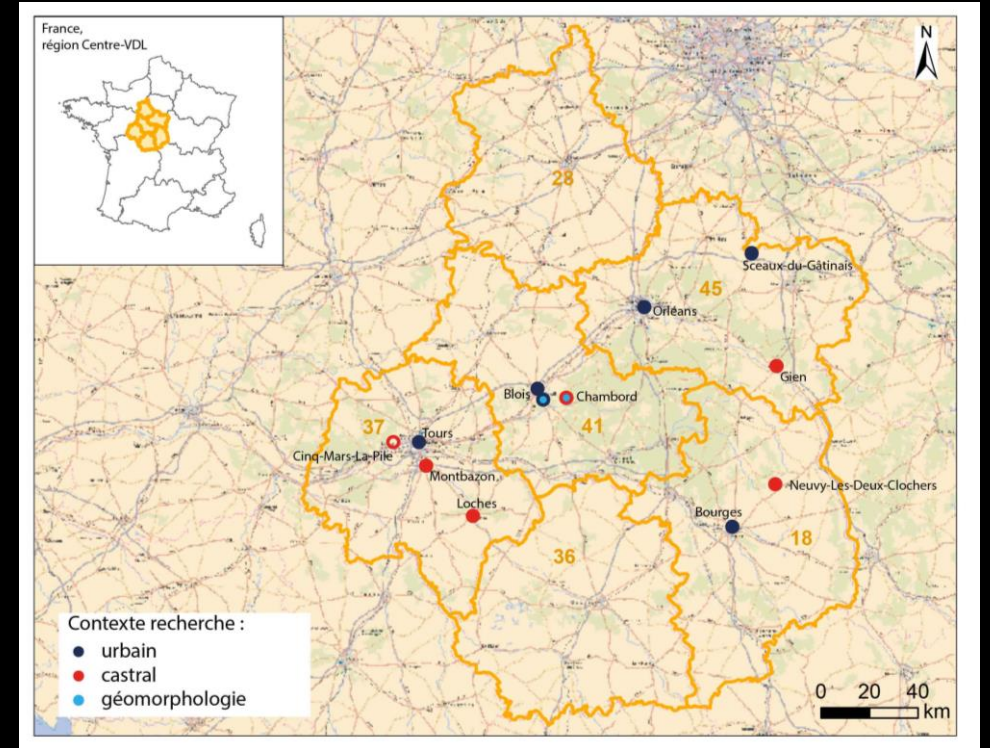 France,
région Centre-VDL
N
28
Sceaux-du-Gâtinais
45
Orléans
Gien
Blois
Chambord
41
37
Tours
Cinq-Mars-La-Pile
Montbazon
Loches
Neuvy-Les-Deux-Clochers
Bourges
18
36
Contexte recherche :
urbain
castral
géomorphologie
0 20 40
km